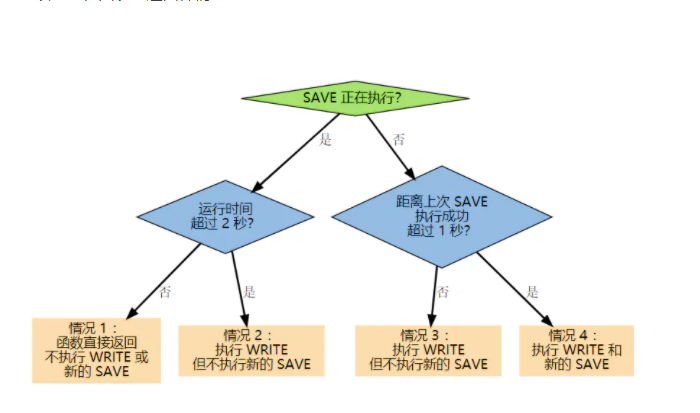 SAVE 正在执行?
是
否
运行时间
超过 2 秒?
距离上次 SAVE
执行成功
超过 1 秒?
否
是
否
是
情况 1：
函数直接返回
不执行 WRITE 或
新的 SAVE
情况 2：
执行 WRITE
但不执行新的 SAVE
情况 3：
执行 WRITE
但不执行新的 SAVE
情况 4：
执行 WRITE 和
新的 SAVE